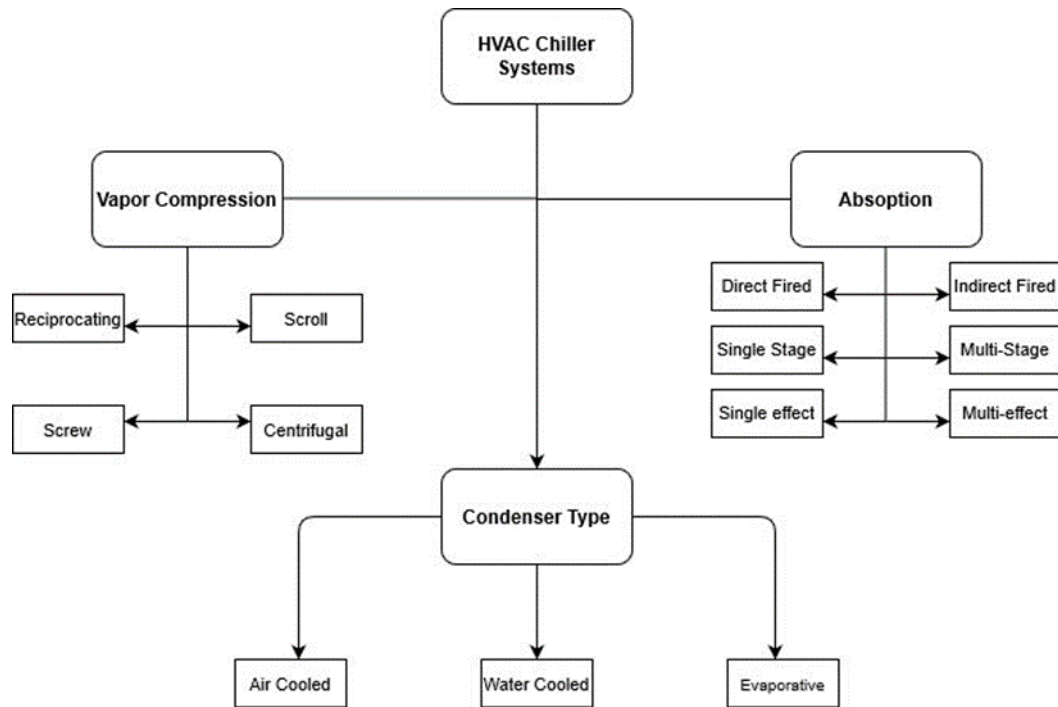 HVAC Chiller
Systems
Vapor Compression
Absoption
Direct Fired
Indirect Fired
Reciprocating
Scroll
Single Stage
Multi-Stage
Single effect
Multi-effect
Screw
Centrifugal
Condenser Type
Air Cooled
Water Cooled
Evaporative